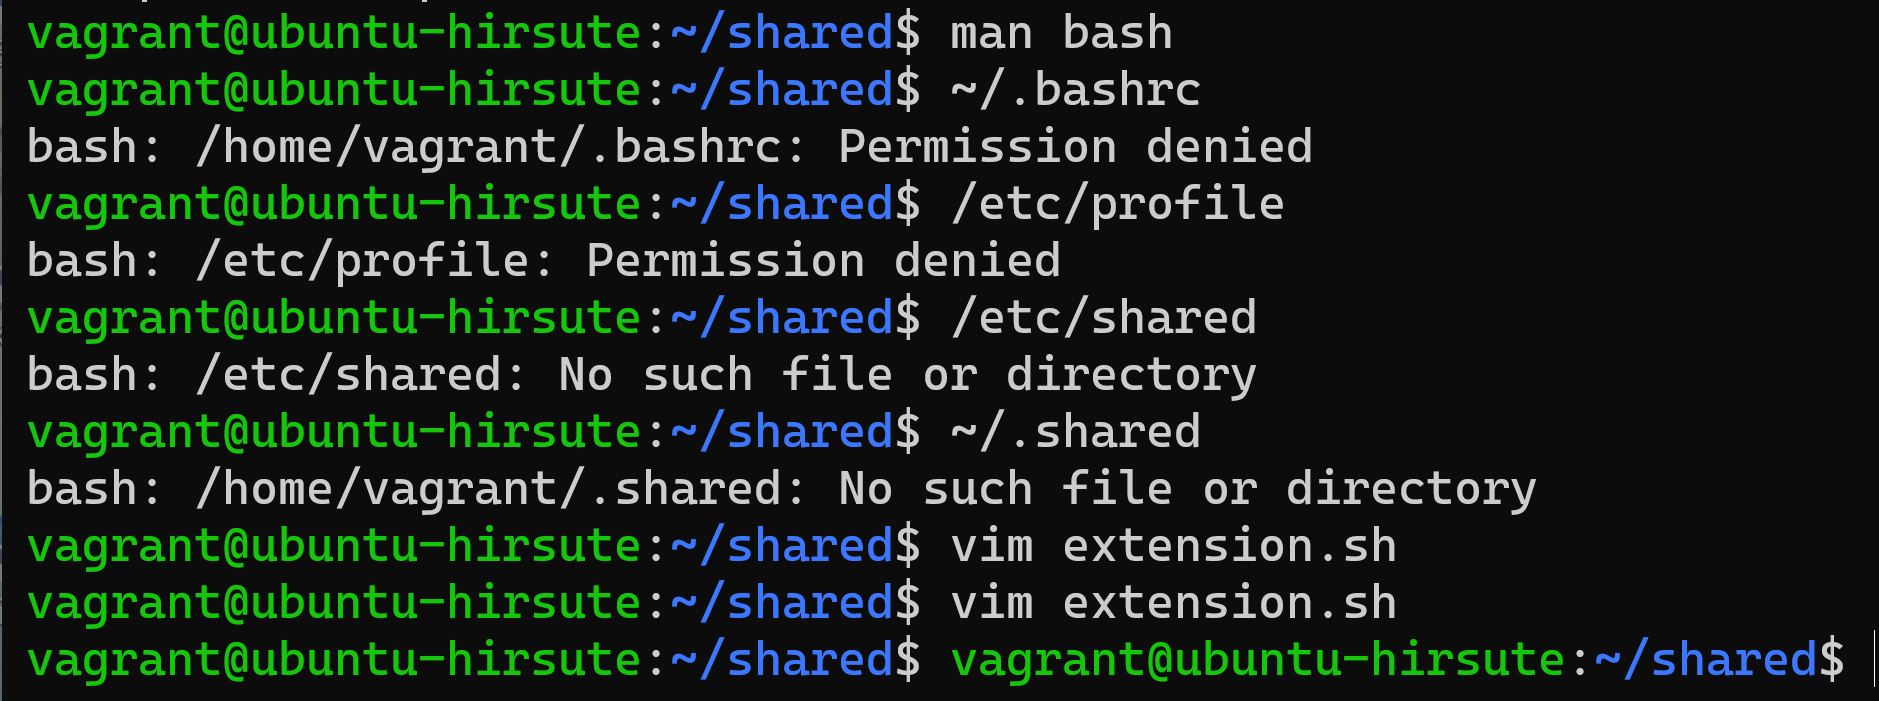 vagrant@ubuntu-hirsute:~/shared$ man bash
vagrant@ubuntu-hirsute:~/shared$ ~/.bashrc
bash: /home/vagrant/.bashrc: Permission denied
vagrant@ubuntu-hirsute:~/shared$ /etc/profile
bash: /etc/profile: Permission denied
vagrant@ubuntu-hirsute:~/shared$ /etc/shared
bash: /etc/shared: No such file or directory
vagrant@ubuntu-hirsute:~/shared$ ~/.shared
bash: /home/vagrant/.shared: No such file or directory
vagrant@ubuntu-hirsute:~/shared$ vim extension.sh
vagrant@ubuntu-hirsute:~/shared$ vim extension.sh
vagrant@ubuntu-hirsute:~/shared$ vagrant@ubuntu-hirsute:~/shared$